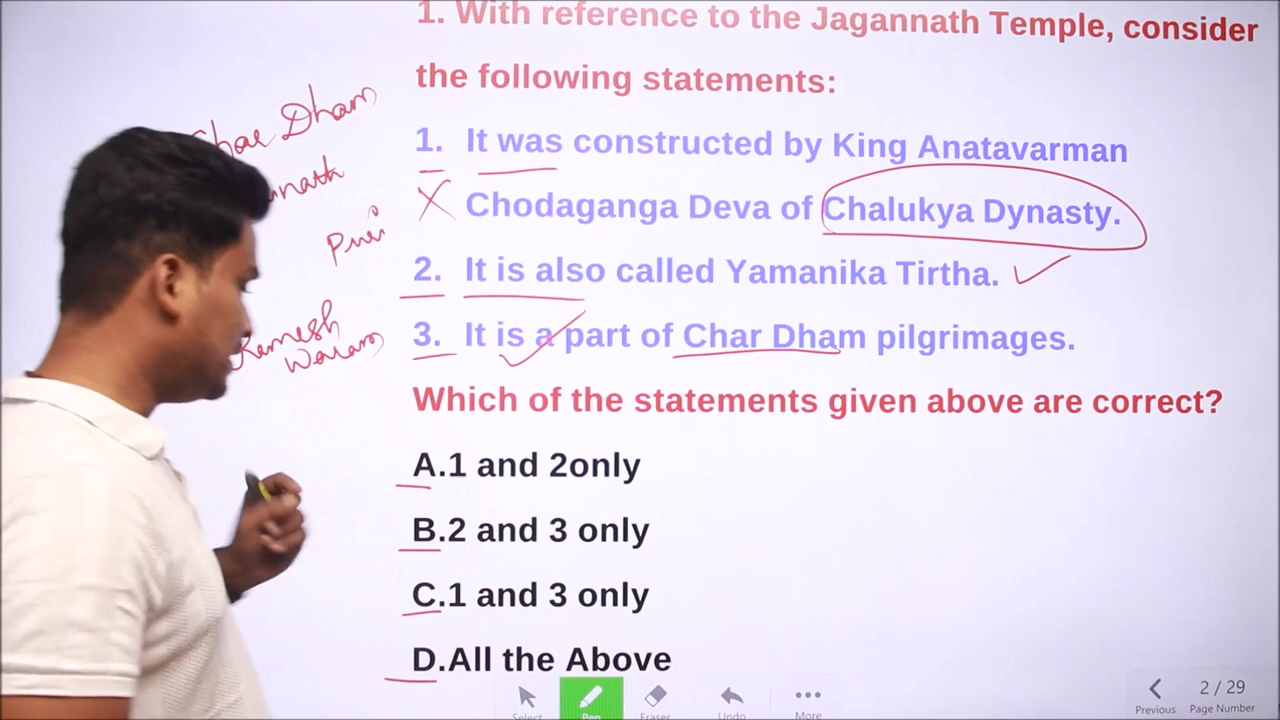 1. With reference to the Jagannath Temple, consider
the following statements:
1. It was constructed by King Anatavarman
Chodaganga Deva of Chalukya Dynasty.
2. It is also called Yamanika Tirtha.
3. It is a part of Char Dham pilgrimages.
Which of the statements given above are correct?
A.1 and 2only
B.2 and 3 only
C.1 and 3 only
D.All the Above
Dham
Puri
Ramesh
Waram
Select
Pen
Eraser
Undo
More
Previous
2 / 29
Page Number